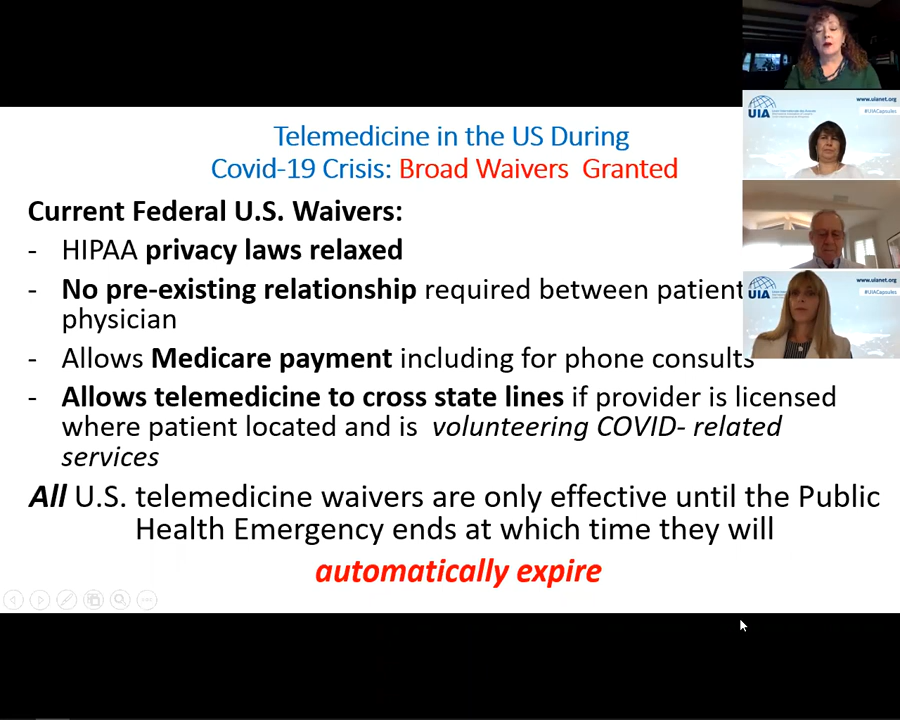 Telemedicine in the US During
Covid-19 Crisis: Broad Waivers Granted
Current Federal U.S. Waivers:
- HIPAA privacy laws relaxed
- No pre-existing relationship required between patient
physician
- Allows Medicare payment including for phone consults
- Allows telemedicine to cross state lines if provider is licensed
where patient located and is volunteering COVID- related
services
All U.S. telemedicine waivers are only effective until the Public
Health Emergency ends at which time they will
automatically expire
UIA
www.uianet.org
#UIACapsules
UIA
www.uianet.org
#UIACapsules